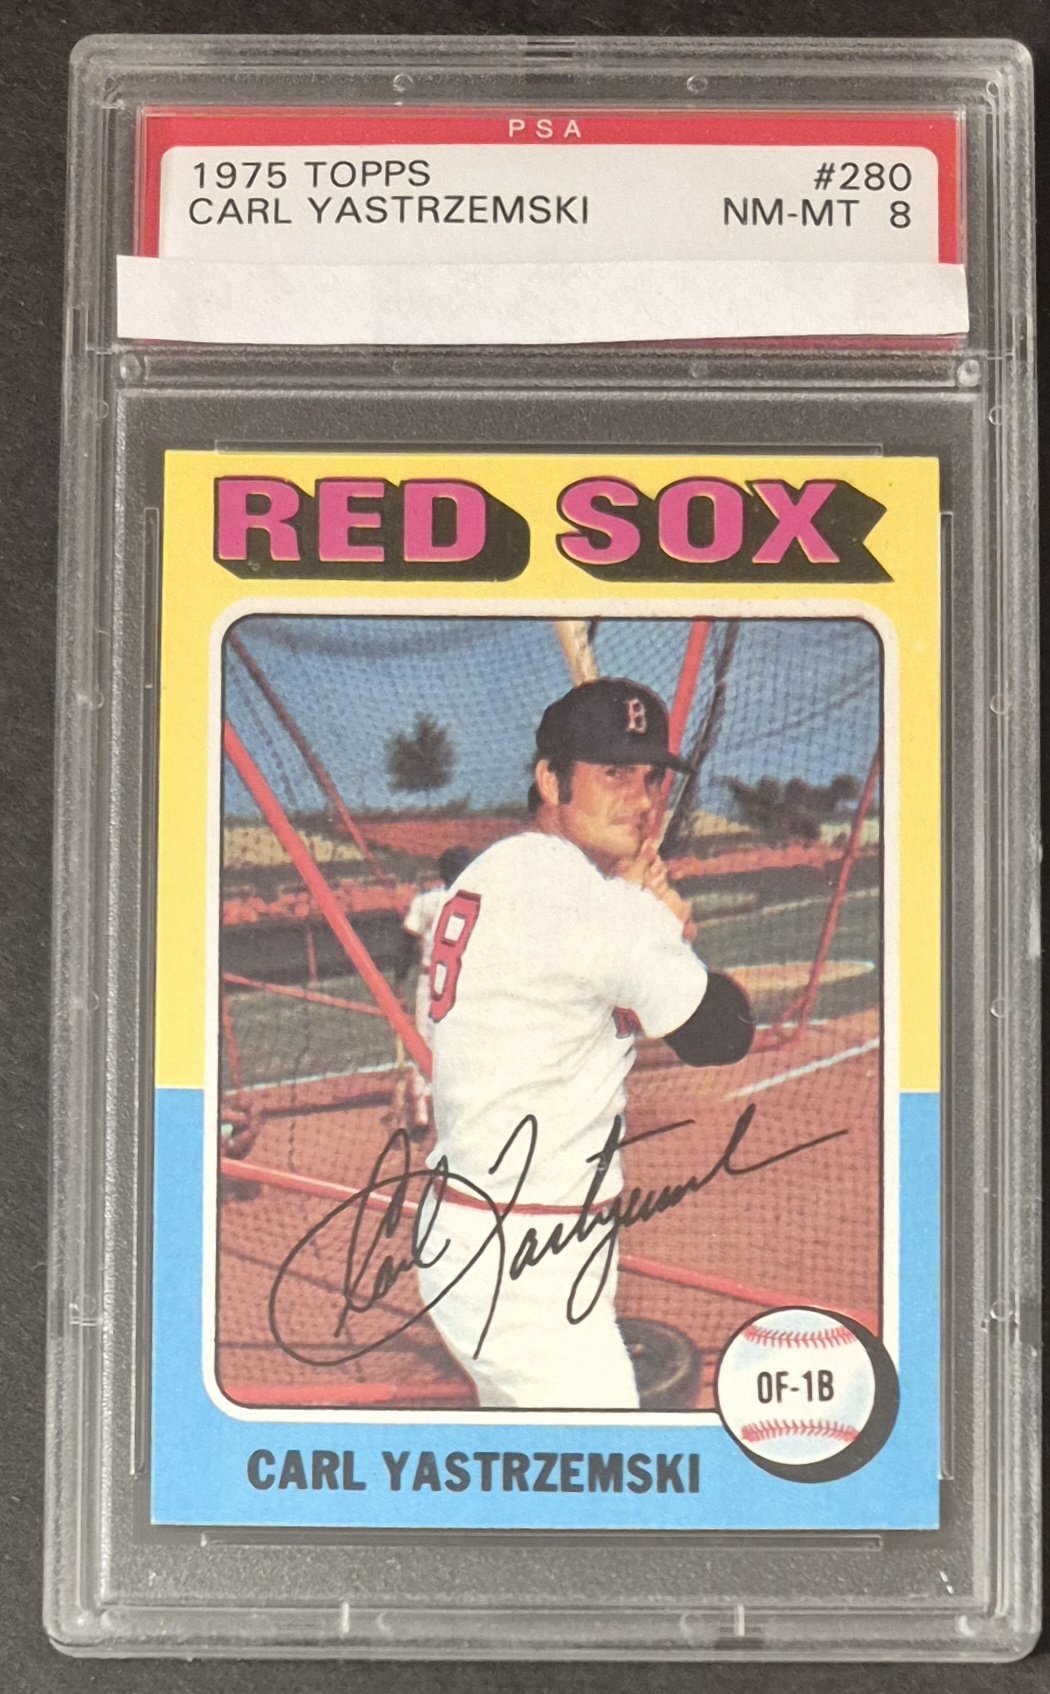 PSA
1975 TOPPS #280
CARL YASTRZEMSKI NM-MT 8
RED SOX
B
8
Carl Yastrzemski
OF-1B
CARL YASTRZEMSKI